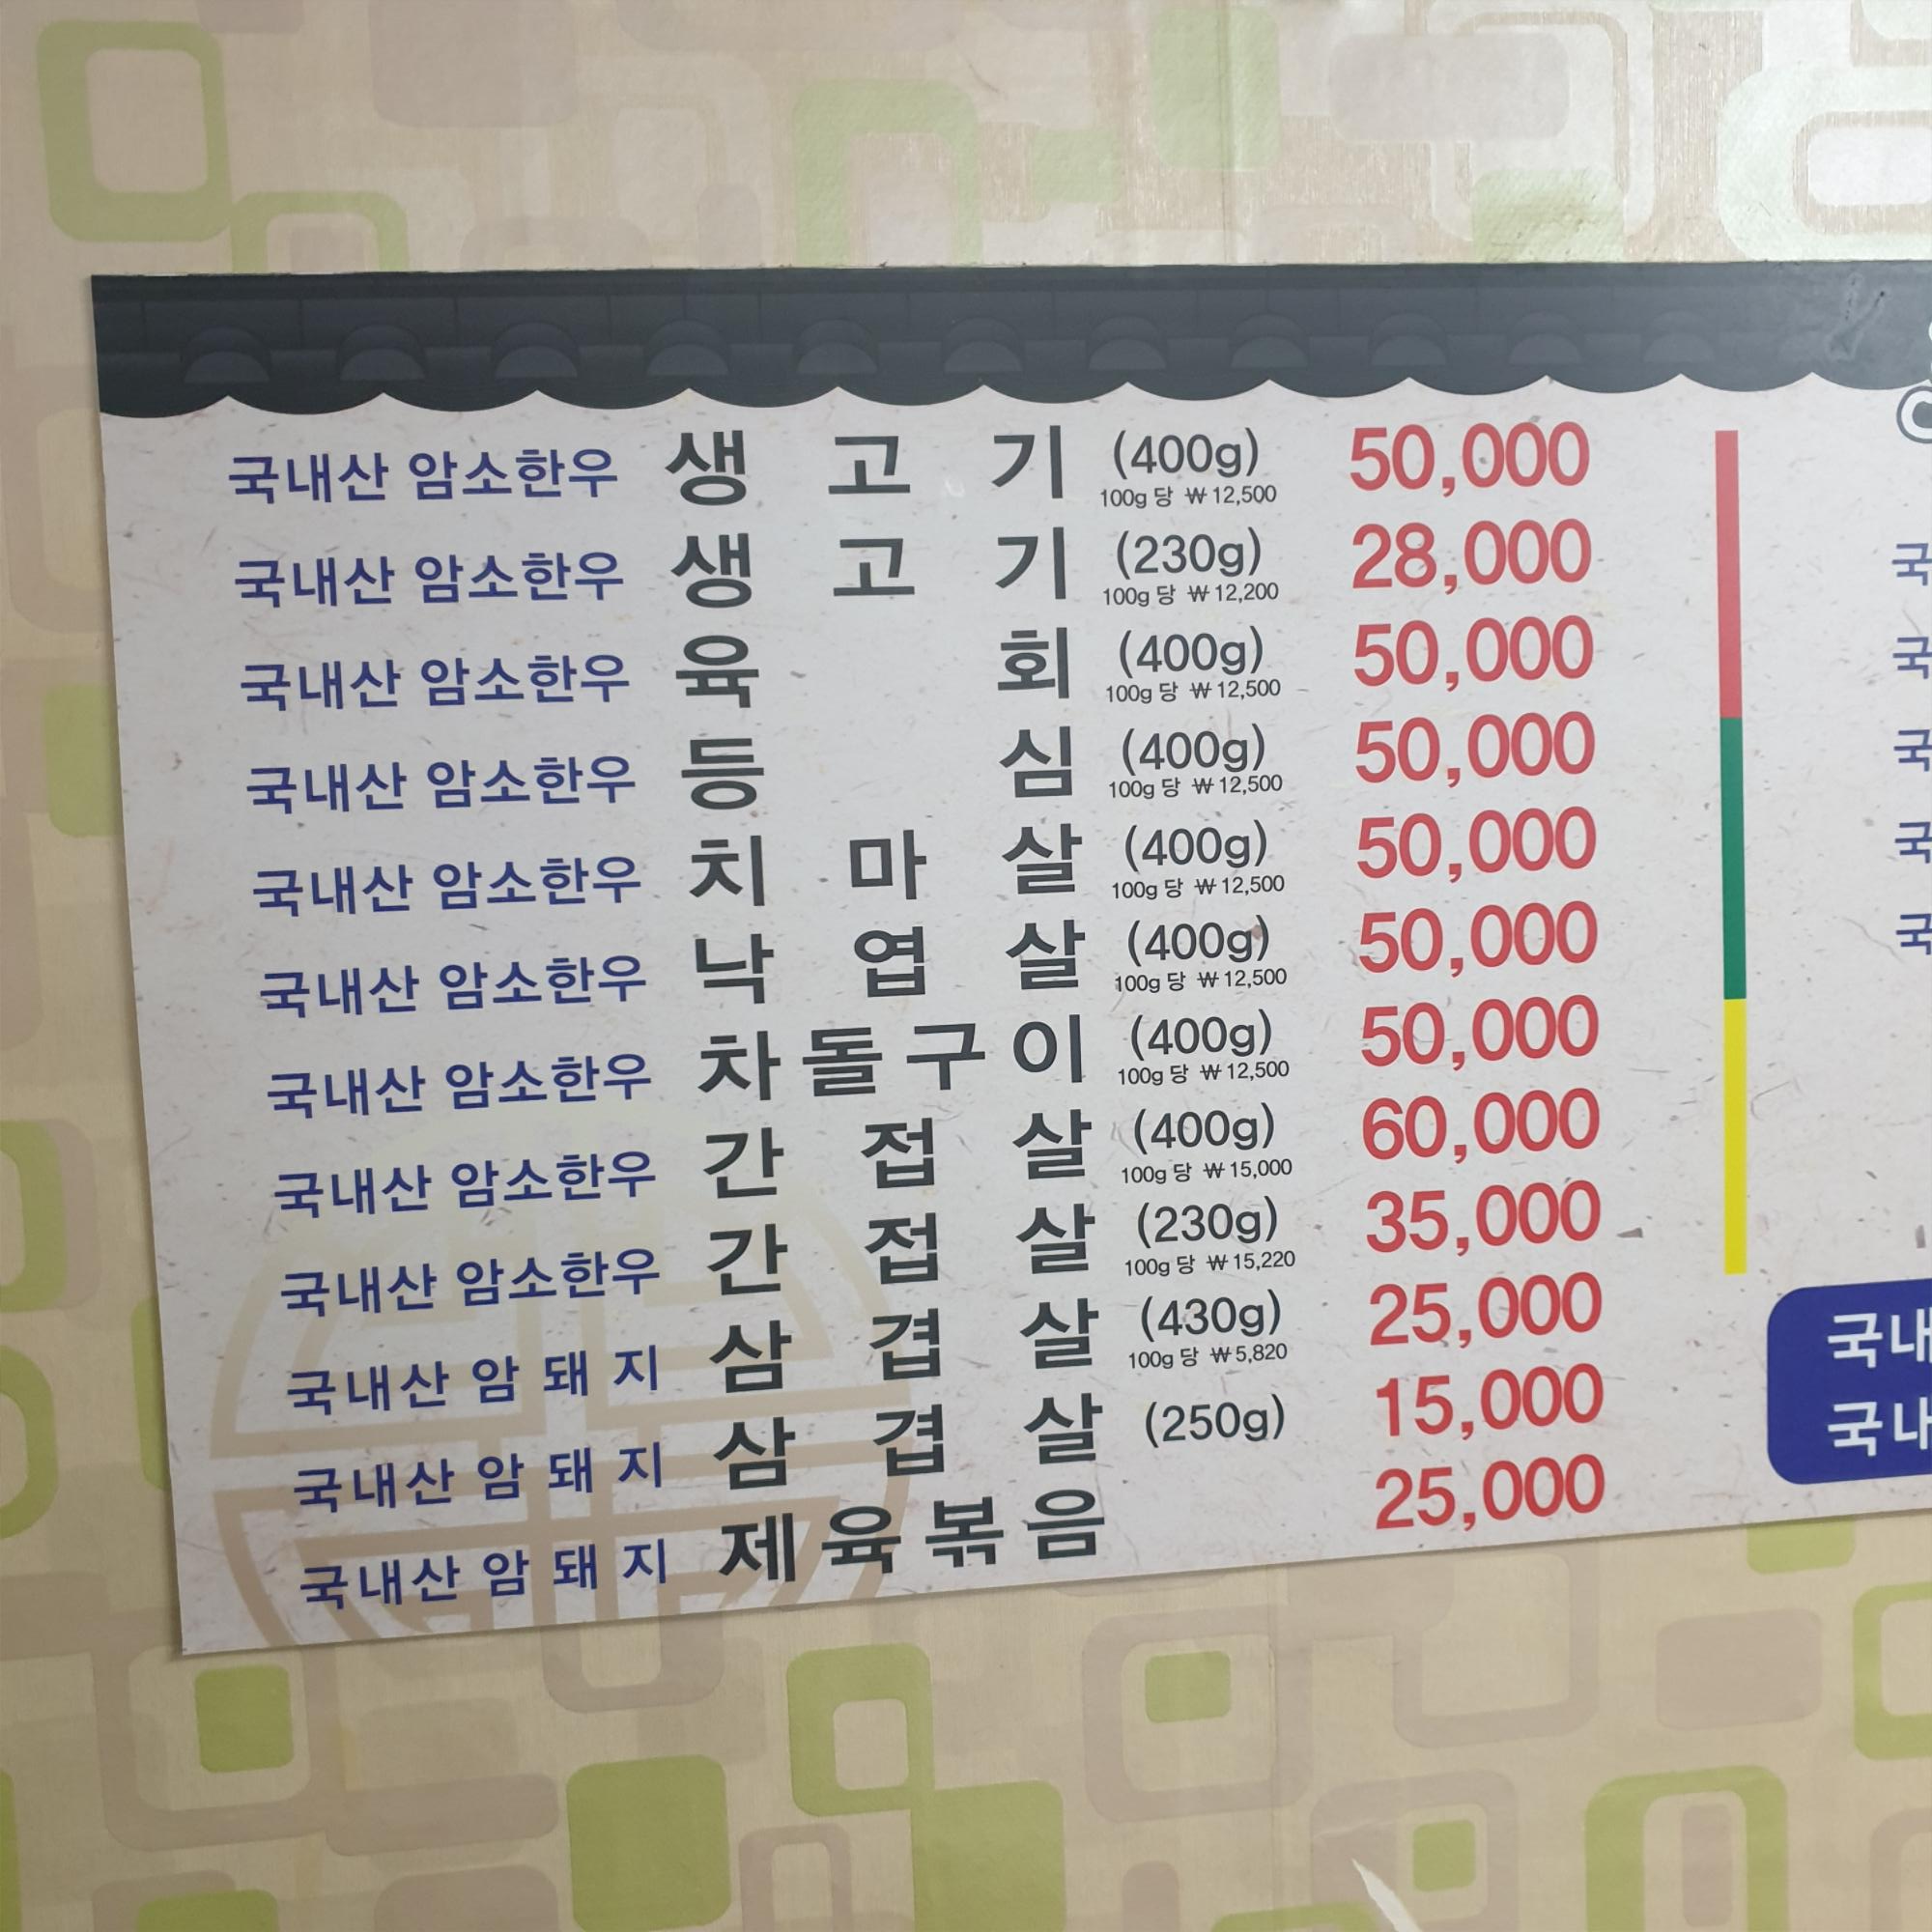 국내산 암소한우 생고기 (400g) 50,000
100g 당 ₩ 12,500
국내산 암소한우 생고기 (230g) 28,000
100g 당 ₩ 12,200
국내산 암소한우 육회 (400g) 50,000
100g 당 ₩ 12,500
국내산 암소한우 등심 (400g) 50,000
100g 당 ₩ 12,500
국내산 암소한우 치마살 (400g) 50,000
100g 당 ₩ 12,500
국내산 암소한우 낙엽살 (400g) 50,000
100g 당 ₩ 12,500
국내산 암소한우 차돌구이 (400g) 50,000
100g 당 ₩ 12,500
국내산 암소한우 간접살 (400g) 60,000
100g 당 ₩ 15,000
국내산 암소한우 간접살 (230g) 35,000
100g 당 ₩ 15,220
국내산 암돼지 삼겹살 (430g) 25,000
100g 당 ₩ 5,820
국내산 암돼지 삼겹살 (250g) 15,000
국내산 암돼지 제육볶음 25,000
국
국
국
국
국
국내
국내